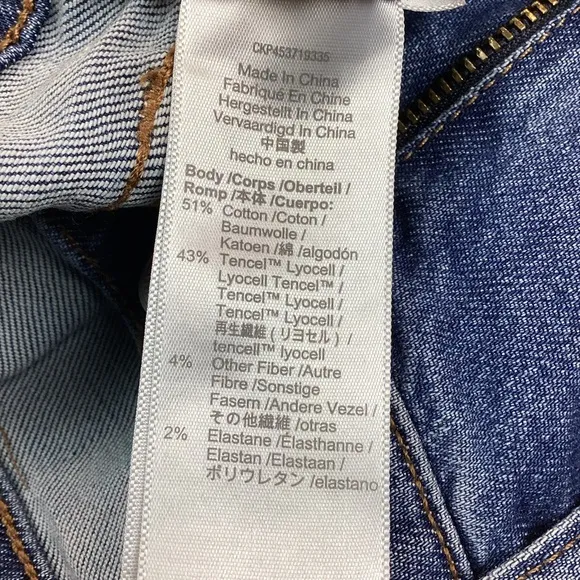 CKP453719335
Made In China
Fabriqué En Chine
Hergestellt In China
Vervaardigd In China
中国製
hecho en china
Body /Corps /Oberteil /
Romp /本体 /Cuerpo:
51% Cotton /Coton /
Baumwolle /
Katoen /綿 /algodón
43% Tencel™ Lyocell /
Lyocell Tencel™ /
Tencel™ Lyocell /
Tencel™ Lyocell /
再生繊維 (リヨセル) /
tencell™ lyocell
4% Other Fiber /Autre
Fibre /Sonstige
Fasern /Andere Vezel /
その他繊維 /otras
2% Elastane /Élasthanne /
Elastan /Elastaan /
ポリウレタン /elastano